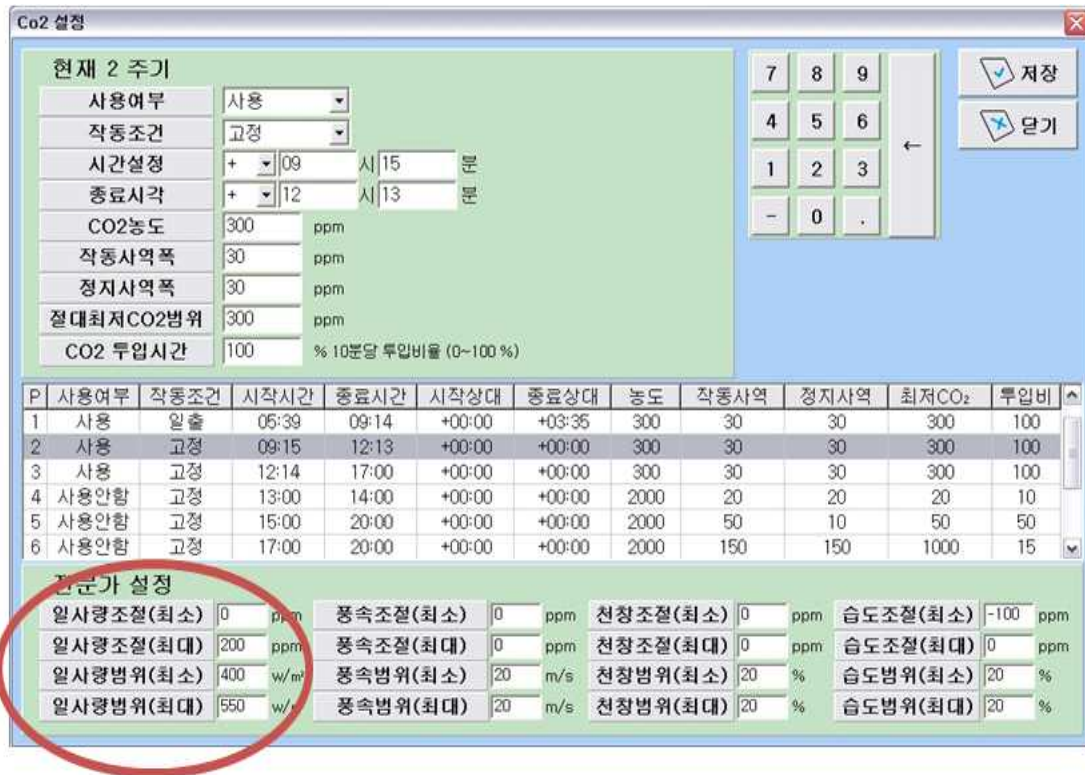 Co2 설정
현재 2 주기
사용여부 사용
작동조건 고정
시간설정 + 09 시 15 분
종료시각 + 12 시 13 분
CO2농도 300 ppm
작동사역폭 30 ppm
정지사역폭 30 ppm
절대최저CO2범위 300 ppm
CO2 투입시간 100 % 10분당 투입비율 (0~100 %)
7 8 9
4 5 6 ←
1 2 3
- 0 .
저장
닫기
P 사용여부 작동조건 시작시간 종료시간 시작상대 종료상대 농도 작동사역 정지사역 최저CO₂ 투입비
1 사용 일출 05:39 09:14 +00:00 +03:35 300 30 30 300 100
2 사용 고정 09:15 12:13 +00:00 +00:00 300 30 30 300 100
3 사용 고정 12:14 17:00 +00:00 +00:00 300 30 30 300 100
4 사용안함 고정 13:00 14:00 +00:00 +00:00 2000 20 20 20 10
5 사용안함 고정 15:00 20:00 +00:00 +00:00 2000 50 10 50 50
6 사용안함 고정 17:00 20:00 +00:00 +00:00 2000 150 150 1000 15
전문가 설정
일사량조절(최소) 0 ppm 풍속조절(최소) 0 ppm 천창조절(최소) 0 ppm 습도조절(최소) -100 ppm
일사량조절(최대) 200 ppm 풍속조절(최대) 0 ppm 천창조절(최대) 0 ppm 습도조절(최대) 0 ppm
일사량범위(최소) 400 w/m² 풍속범위(최소) 20 m/s 천창범위(최소) 20 % 습도범위(최소) 20 %
일사량범위(최대) 550 w/m² 풍속범위(최대) 20 m/s 천창범위(최대) 20 % 습도범위(최대) 20 %